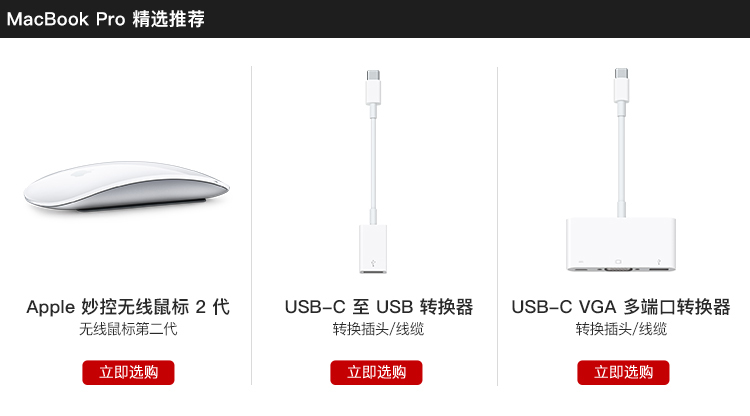 MacBook Pro 精选推荐
Apple 妙控无线鼠标 2 代
无线鼠标第二代
立即选购
USB-C 至 USB 转换器
转换插头/线缆
立即选购
USB-C VGA 多端口转换器
转换插头/线缆
立即选购